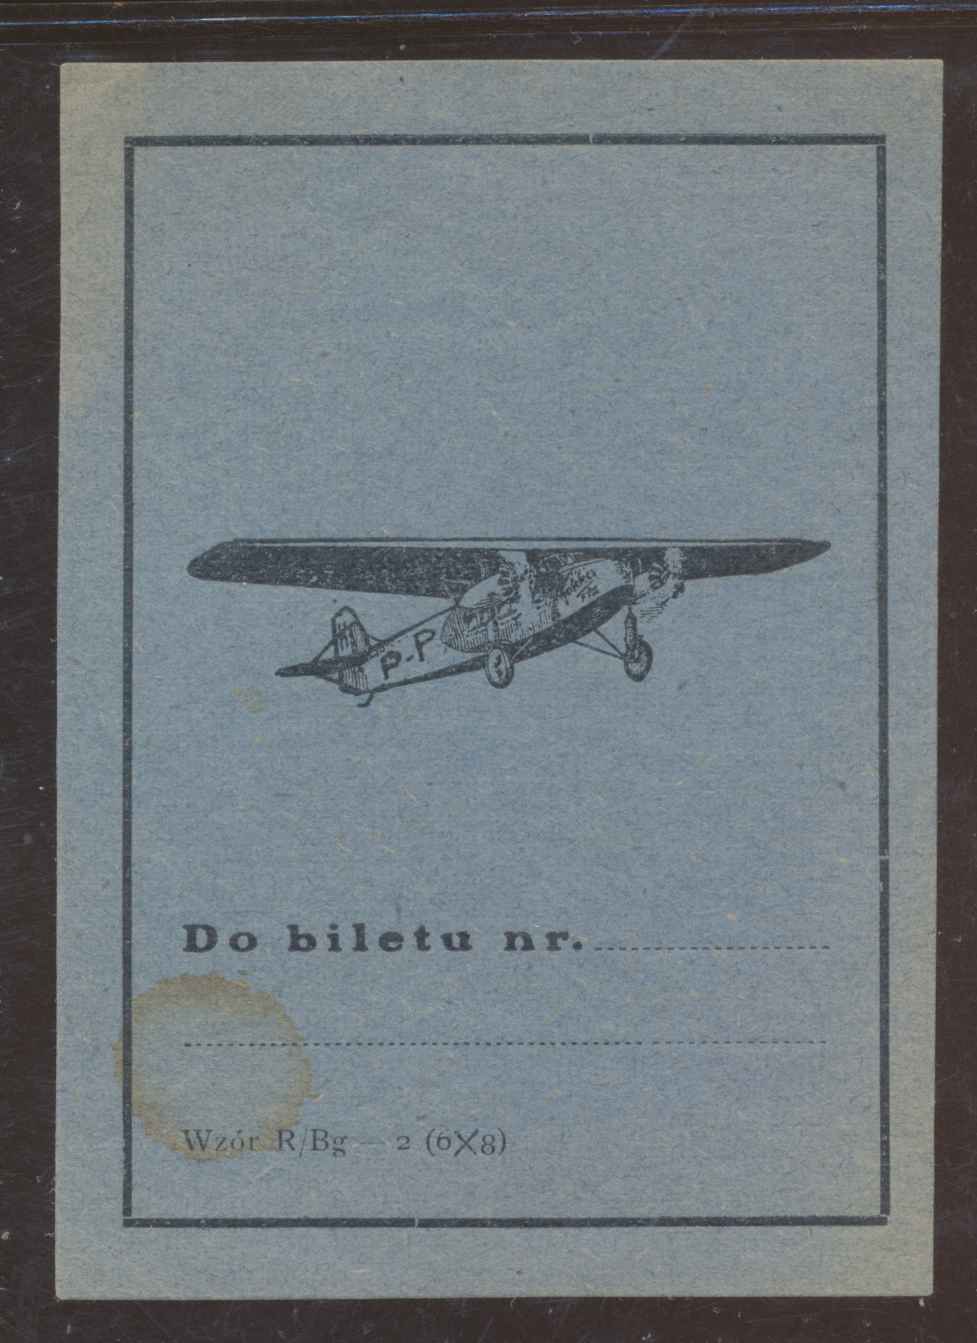 P-P
Do biletu nr.
Wzór R/Bg — 2 (6X8)